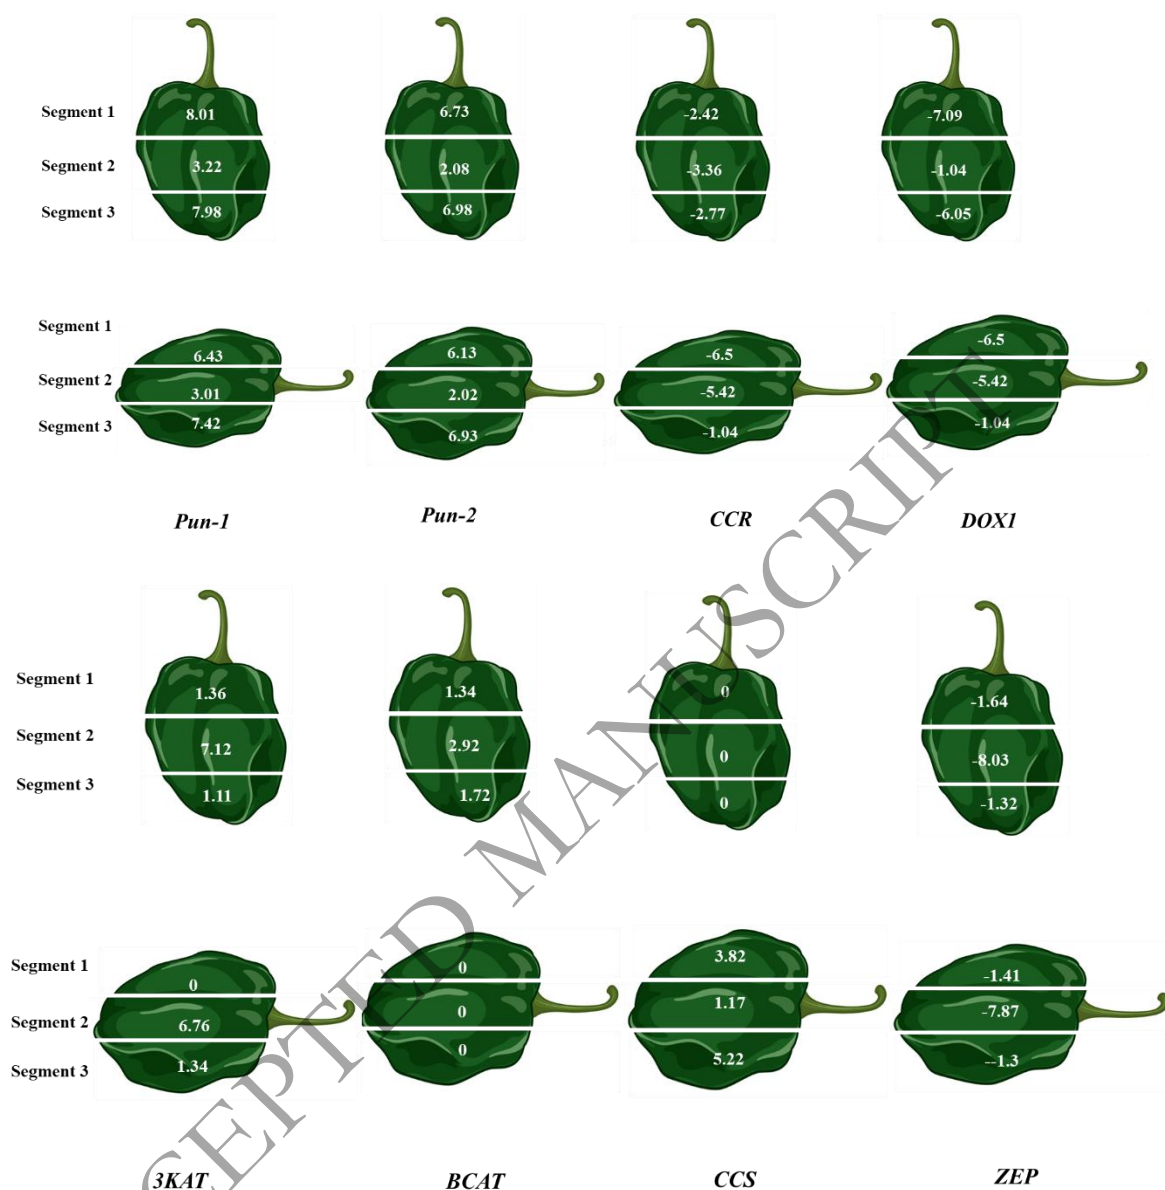 Segment 1 8.01 6.73 -2.42 -7.09
Segment 2 3.22 2.08 -3.36 -1.04
Segment 3 7.98 6.98 -2.77 -6.05
Segment 1 6.43 6.13 -6.5 -6.5
Segment 2 3.01 2.02 -5.42 -5.42
Segment 3 7.42 6.93 -1.04 -1.04
Pun-1 Pun-2 CCR DOX1
Segment 1 1.36 1.34 0 -1.64
Segment 2 7.12 2.92 0 -8.03
Segment 3 1.11 1.72 0 -1.32
Segment 1 0 0 3.82 -1.41
Segment 2 6.76 0 1.17 -7.87
Segment 3 1.34 0 5.22 --1.3
3KAT BCAT CCS ZEP
CEPTED MANUSCRIPT